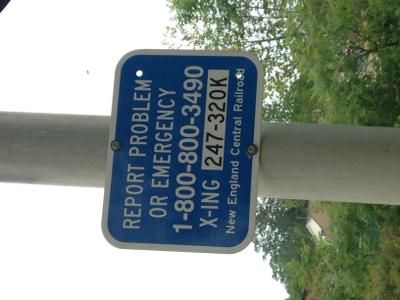 REPORT PROBLEM
OR EMERGENCY
1-800-800-3490
X-ING 247-320K
New England Central Railroad